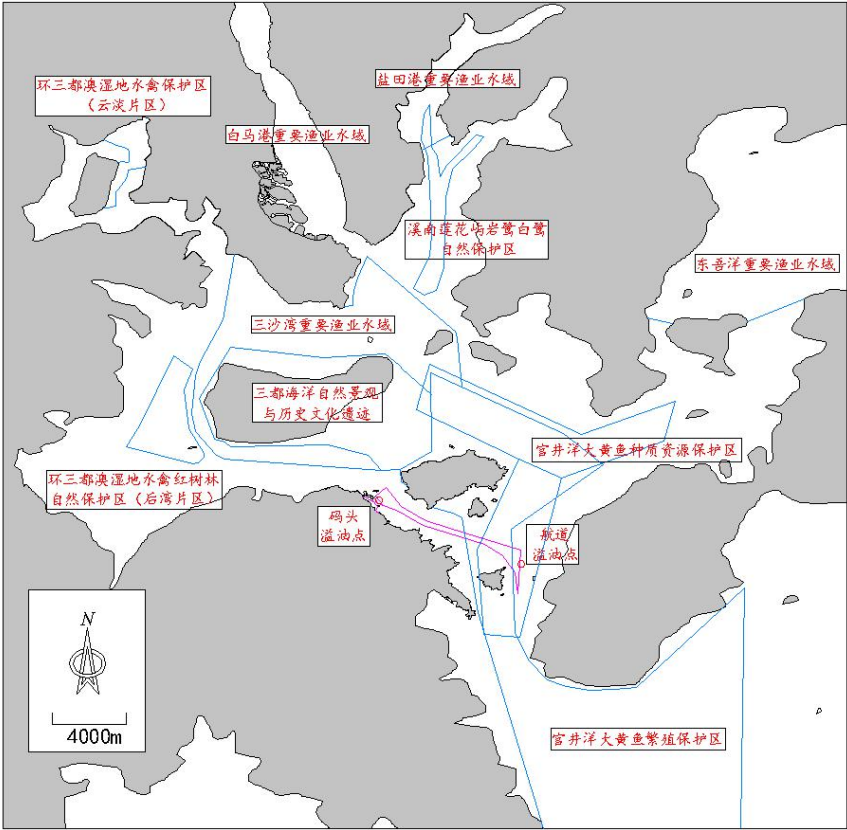 盐田港重要渔业水域
环三都澳湿地水禽保护区
（云淡片区）
白马港重要渔业水域
溪南莲花屿岩鹭白鹭
自然保护区
东吾洋重要渔业水域
三沙湾重要渔业水域
三都海洋自然景观
与历史文化遗迹
官井洋大黄鱼种质资源保护区
环三都澳湿地水禽红树林
自然保护区（后湾片区）
码头
溢油点
航道
溢油点
N
4000m
官井洋大黄鱼繁殖保护区